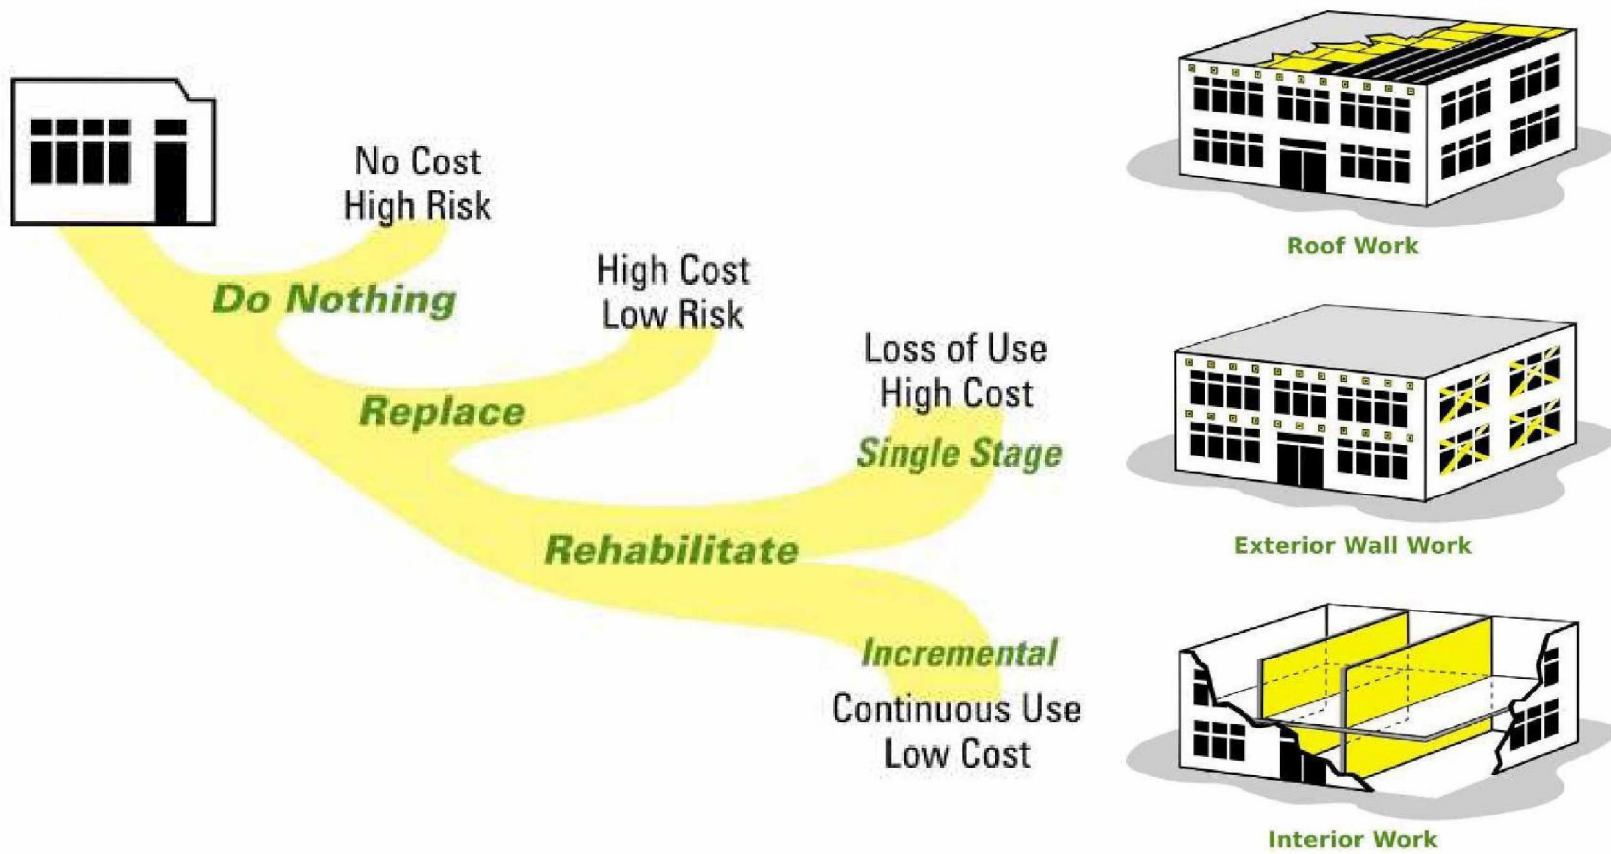 No Cost
High Risk
Do Nothing
High Cost
Low Risk
Replace
Loss of Use
High Cost
Single Stage
Rehabilitate
Incremental
Continuous Use
Low Cost
Roof Work
Exterior Wall Work
Interior Work